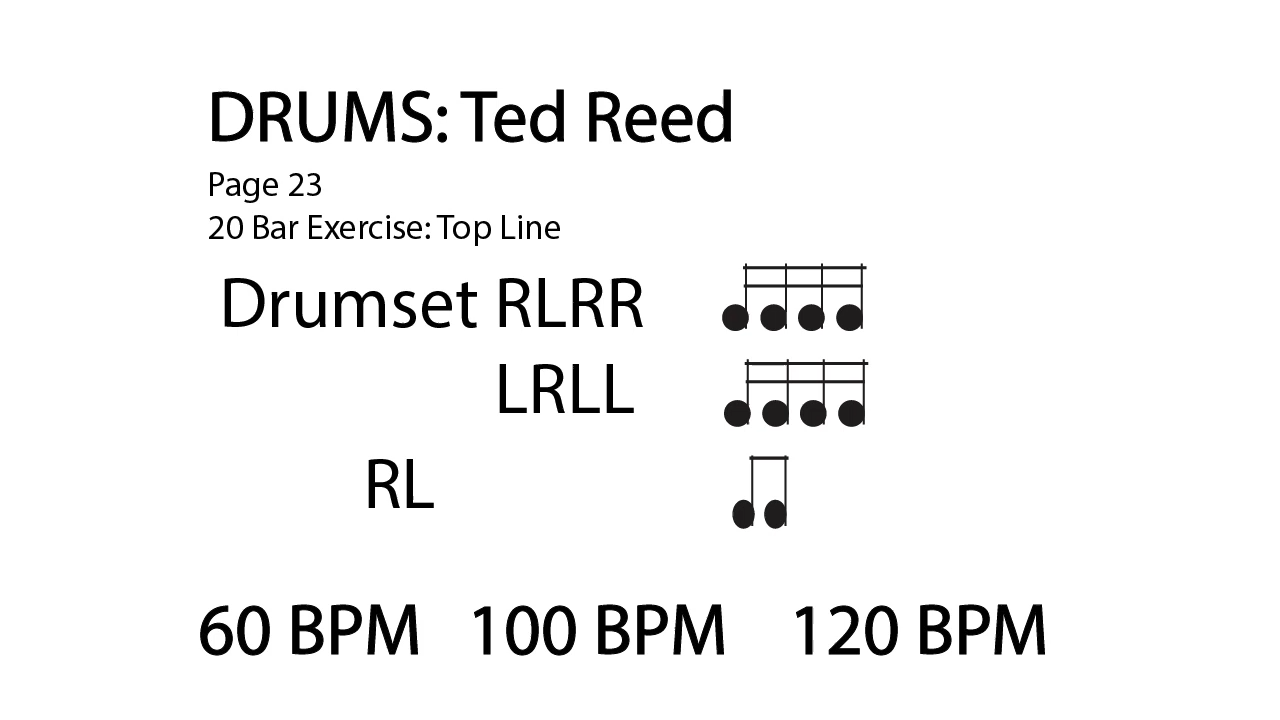 DRUMS: Ted Reed
Page 23
20 Bar Exercise: Top Line
Drumset RLRR
LRLL
RL
60 BPM 100 BPM 120 BPM